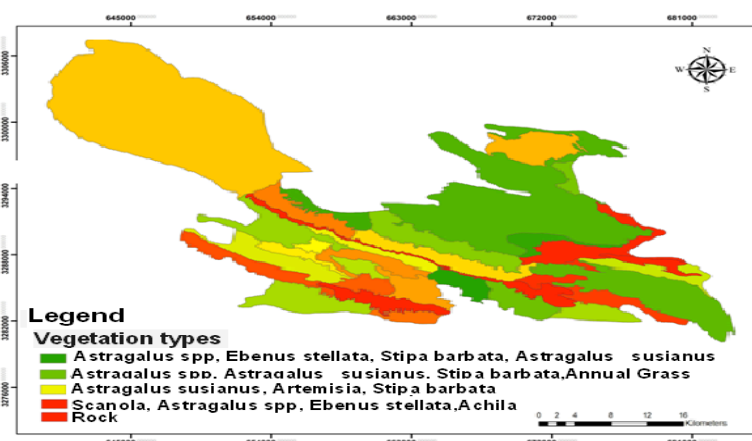 645000 654000 663000 672000 681000
N
W E
S
3306000
3300000
3294000
3288000
3282000
3276000
Legend
Vegetation types
Astragalus spp, Ebenus stellata, Stipa barbata, Astragalus susianus
Astragalus spp, Astragalus susianus, Stipa barbata,Annual Grass
Astragalus susianus, Artemisia, Stipa barbata
Scanola, Astragalus spp, Ebenus stellata,Achila
Rock
0 2 4 8 12 16
Kilometers